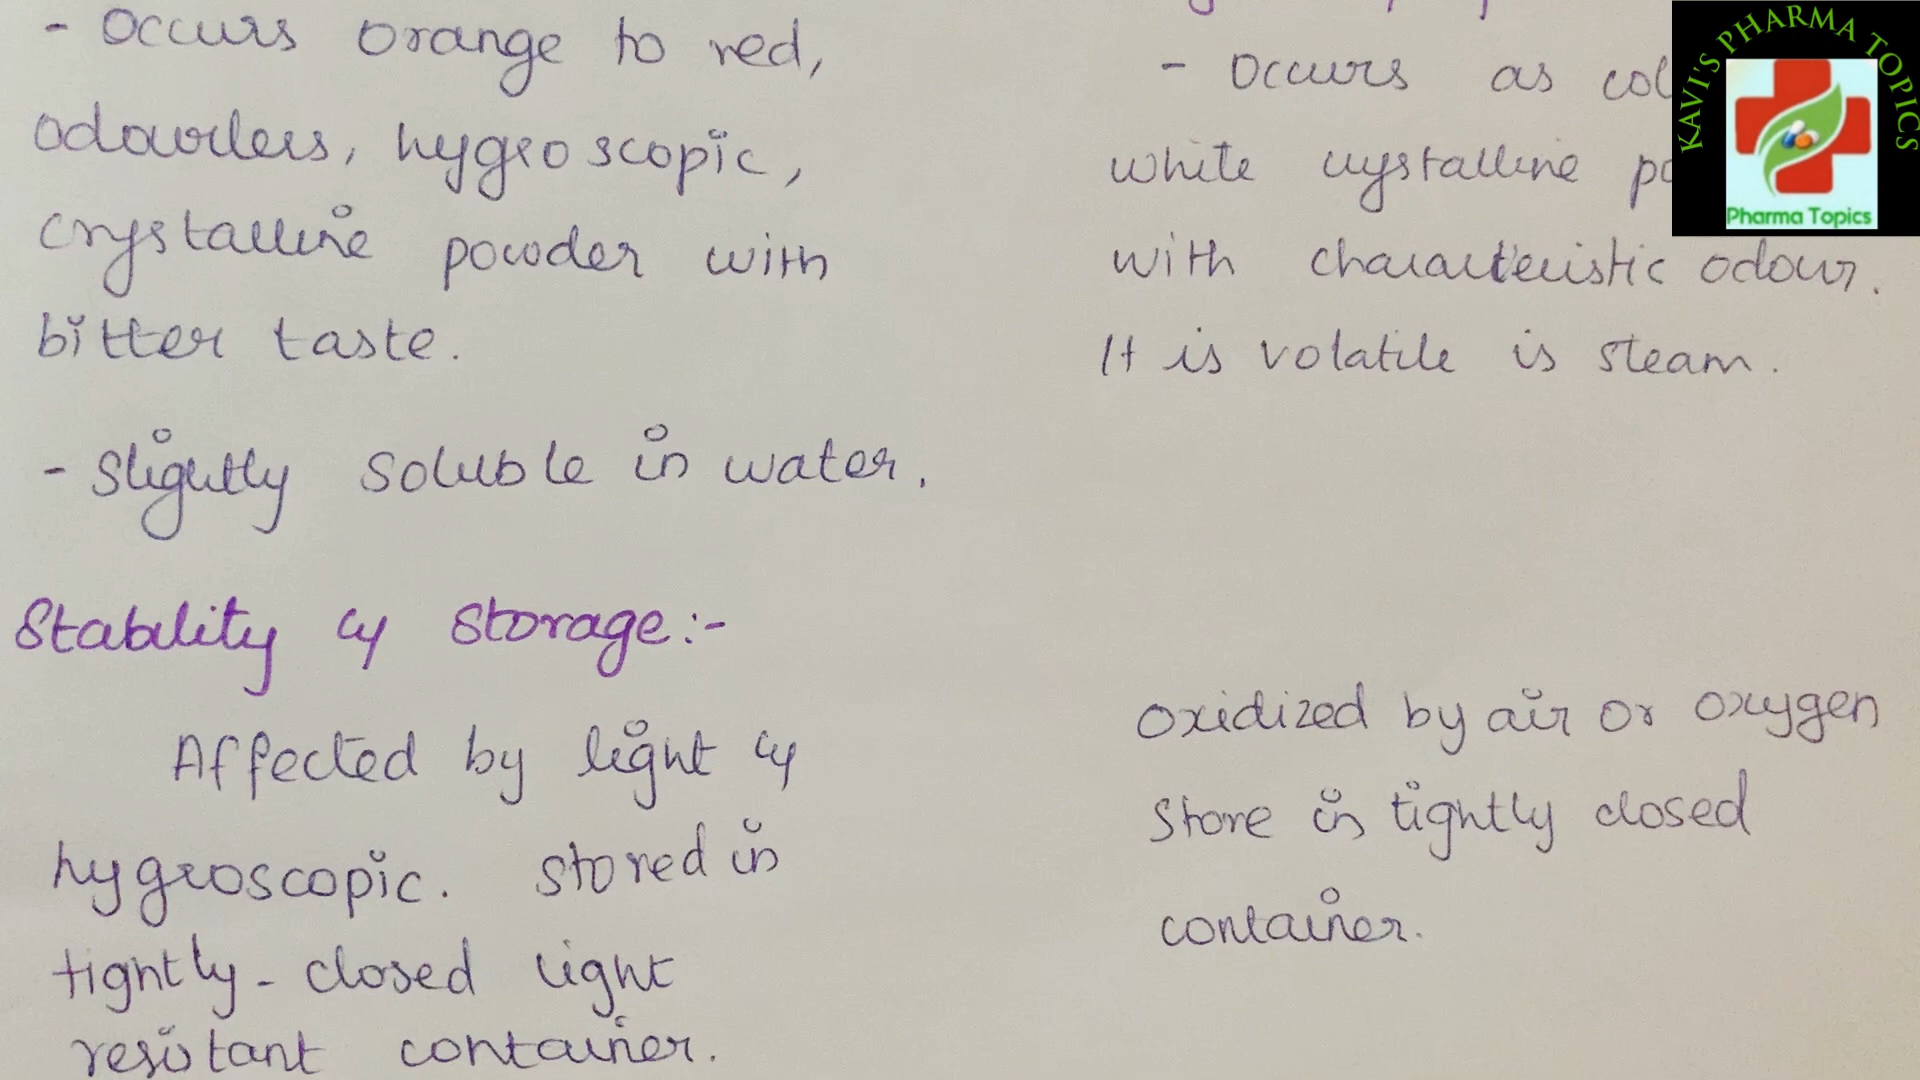 - Occurs orange to red,
odourless, hygroscopic,
crystalline powder with
bitter taste.
- Slightly soluble in water.
Stability & Storage:-
Affected by light &
hygroscopic. stored in
tightly-closed light
resistant container.
- Occurs as
white crystalline
with characteristic odour.
It is volatile is steam.
Oxidized by air or oxygen
Store in tightly closed
container.
KAVI'S PHARMA TOPICS
Pharma Topics